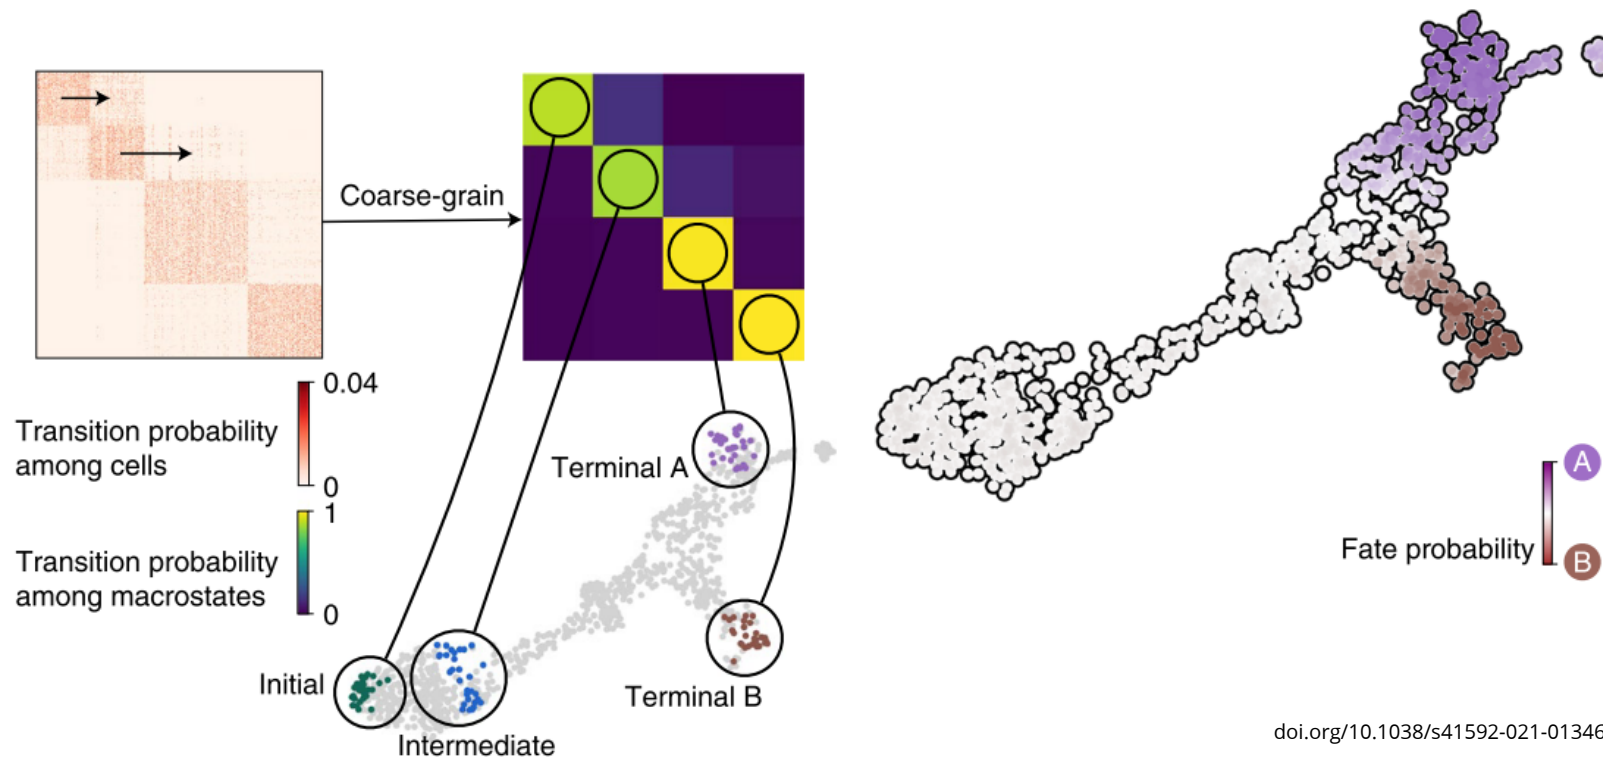 Coarse-grain
0.04
Transition probability
among cells
0
1
Transition probability
among macrostates
0
Terminal A
Initial
Intermediate
Terminal B
A
Fate probability
B
doi.org/10.1038/s41592-021-01346